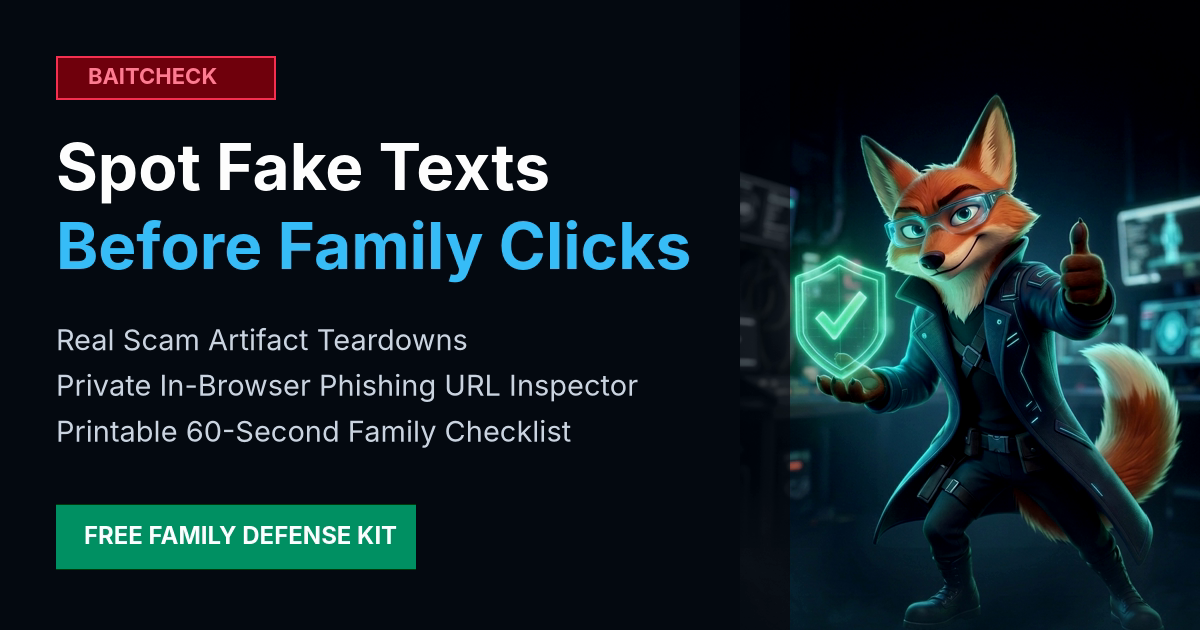 BAITCHECK
Spot Fake Texts
Before Family Clicks
Real Scam Artifact Teardowns
Private In-Browser Phishing URL Inspector
Printable 60-Second Family Checklist
FREE FAMILY DEFENSE KIT